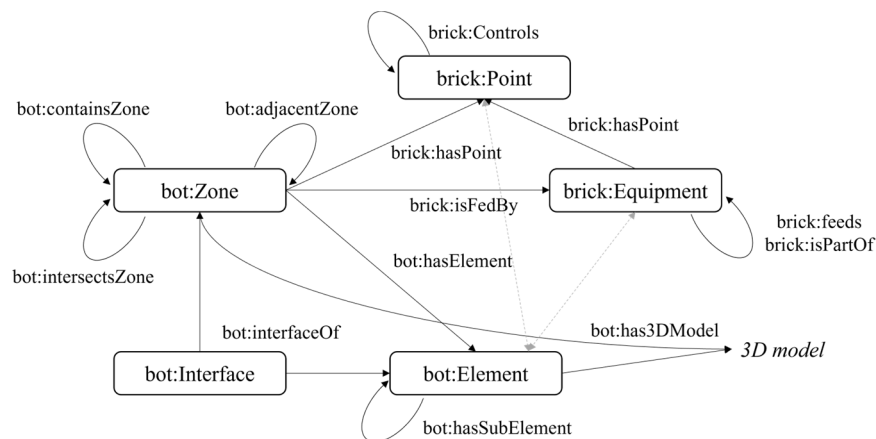 brick:Controls
brick:Point
bot:containsZone
bot:adjacentZone
brick:hasPoint
brick:hasPoint
bot:Zone
brick:Equipment
brick:isFedBy
brick:feeds
brick:isPartOf
bot:hasElement
bot:intersectsZone
bot:interfaceOf
bot:has3DModel
3D model
bot:Interface
bot:Element
bot:hasSubElement